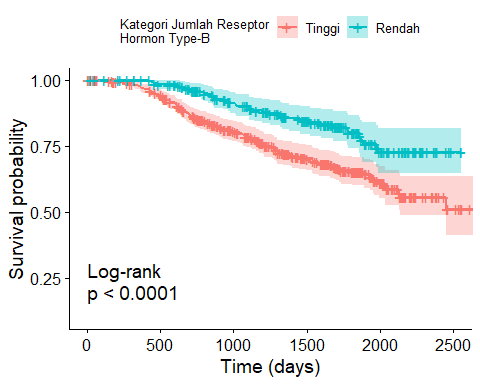 Kategori Jumlah Reseptor
Hormon Type-B
Tinggi
Rendah
Survival probability
1.00
0.75
0.50
0.25
Log-rank
p < 0.0001
0 500 1000 1500 2000 2500
Time (days)